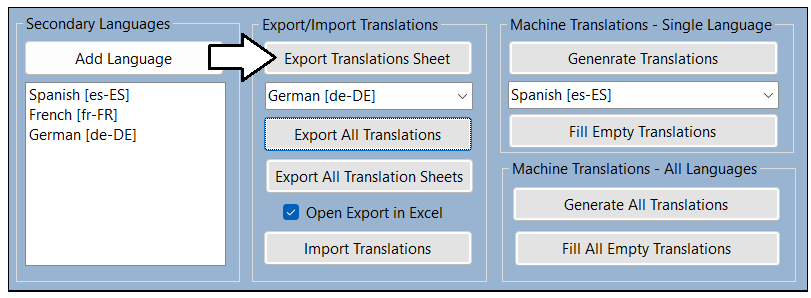 Secondary Languages
Add Language
Spanish [es-ES]
French [fr-FR]
German [de-DE]
Export/Import Translations
Export Translations Sheet
German [de-DE]
Export All Translations
Export All Translation Sheets
Open Export in Excel
Import Translations
Machine Translations - Single Language
Genenrate Translations
Spanish [es-ES]
Fill Empty Translations
Machine Translations - All Languages
Generate All Translations
Fill All Empty Translations